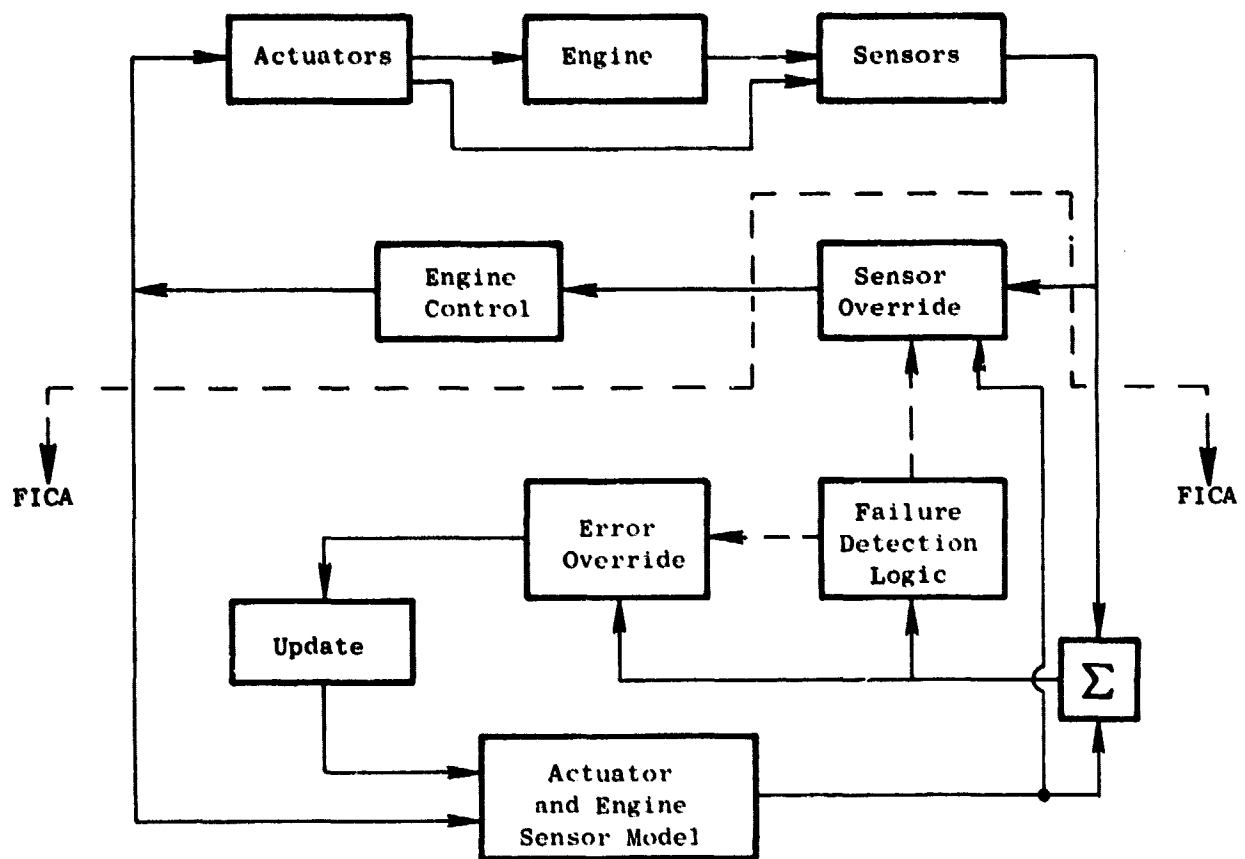 Actuators
Engine
Sensors
Engine
Control
Sensor
Override
FICA
FICA
Error
Override
Failure
Detection
Logic
Update
Σ
Actuator
and Engine
Sensor Model